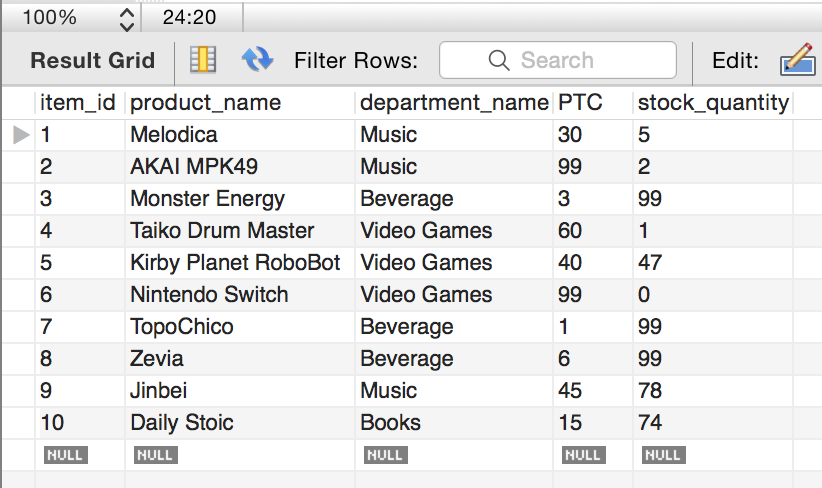 100% 24:20
Result Grid Filter Rows: Search Edit:
item_id product_name department_name PTC stock_quantity
1 Melodica Music 30 5
2 AKAI MPK49 Music 99 2
3 Monster Energy Beverage 3 99
4 Taiko Drum Master Video Games 60 1
5 Kirby Planet RoboBot Video Games 40 47
6 Nintendo Switch Video Games 99 0
7 TopoChico Beverage 1 99
8 Zevia Beverage 6 99
9 Jinbei Music 45 78
10 Daily Stoic Books 15 74
NULL NULL NULL NULL NULL